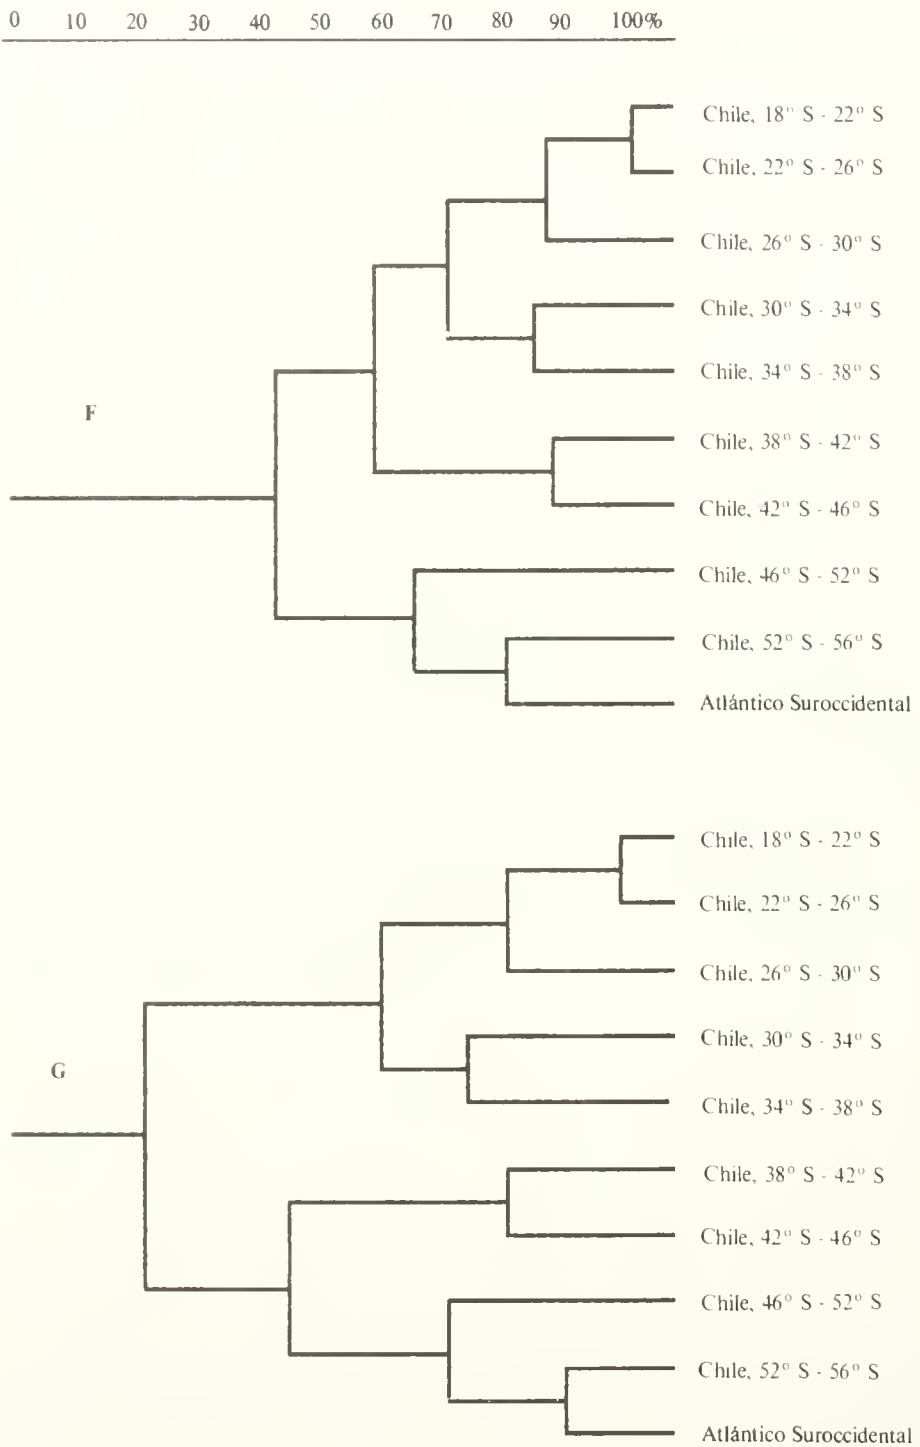 0 10 20 30 40 50 60 70 80 90 100%
Chile, 18° S - 22° S
Chile, 22° S - 26° S
Chile, 26° S - 30° S
Chile, 30° S - 34° S
Chile, 34° S - 38° S
F
Chile, 38° S - 42° S
Chile, 42° S - 46° S
Chile, 46° S - 52° S
Chile, 52° S - 56° S
Atlántico Suroccidental
Chile, 18° S - 22° S
Chile, 22° S - 26° S
Chile, 26° S - 30° S
Chile, 30° S - 34° S
G
Chile, 34° S - 38° S
Chile, 38° S - 42° S
Chile, 42° S - 46° S
Chile, 46° S - 52° S
Chile, 52° S - 56° S
Atlántico Suroccidental